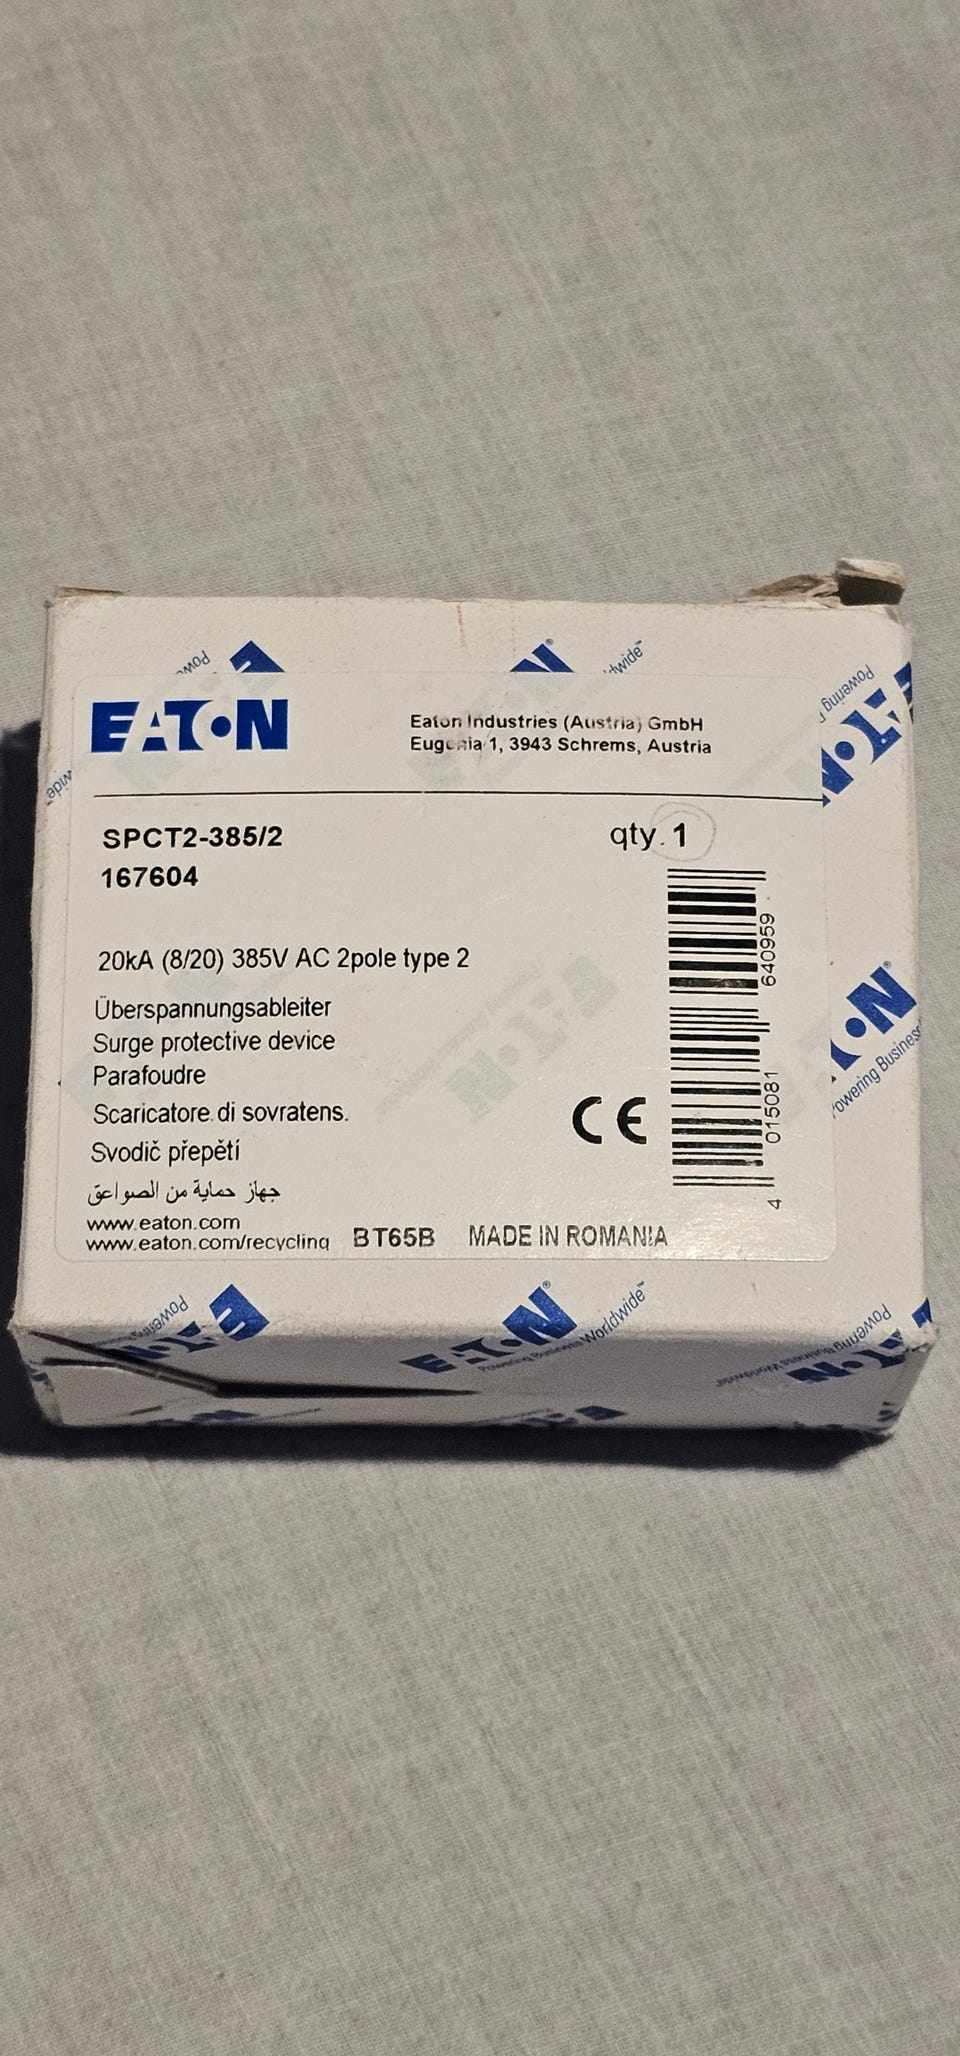 EATON
Eaton Industries (Austria) GmbH
Eugenia 1, 3943 Schrems, Austria
SPCT2-385/2
qty. 1
167604
20kA (8/20) 385V AC 2pole type 2
Überspannungsableiter
Surge protective device
Parafoudre
Scaricatore di sovratens.
Svodič přepětí
جهاز حماية من الصواعق
www.eaton.com
www.eaton.com/recycling
BT65B
MADE IN ROMANIA
CE
4 015081 640959
EATON
Powering Business Worldwide™